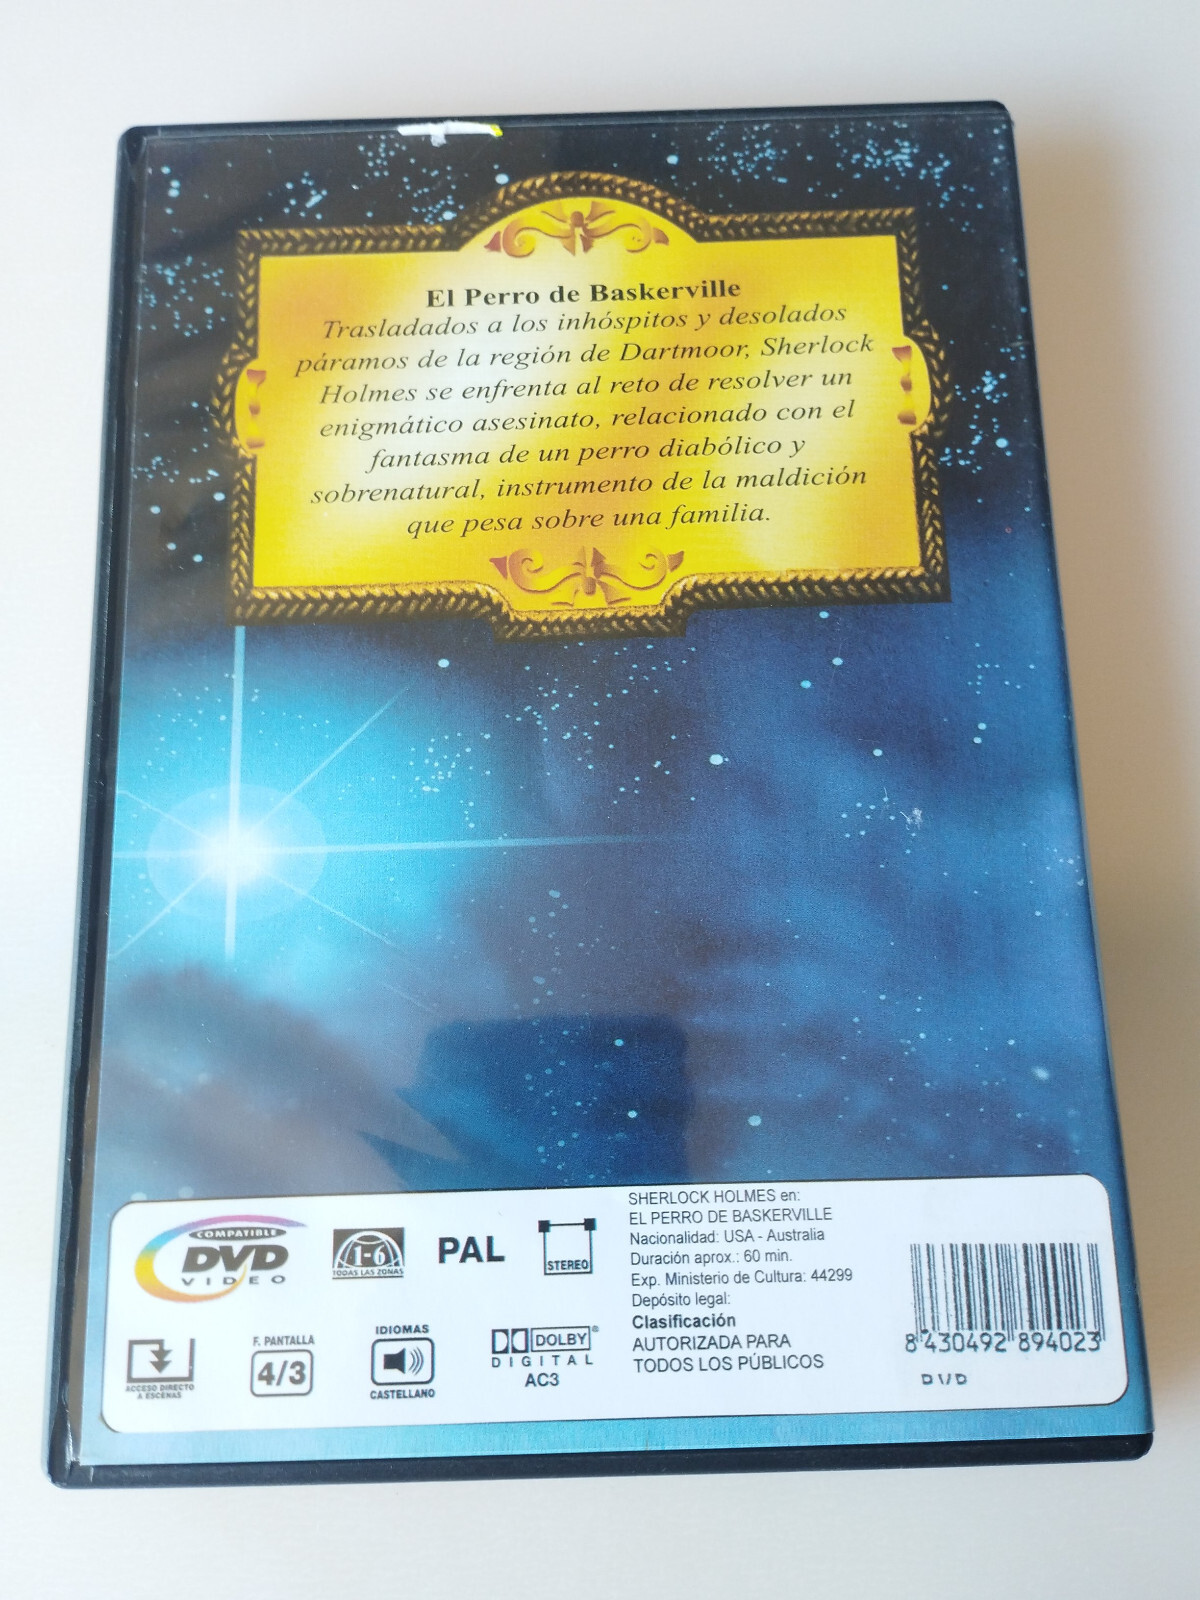 El Perro de Baskerville
Trasladados a los inhóspitos y desolados
páramos de la región de Dartmoor, Sherlock
Holmes se enfrenta al reto de resolver un
enigmático asesinato, relacionado con el
fantasma de un perro diabólico y
sobrenatural, instrumento de la maldición
que pesa sobre una familia.
COMPATIBLE
DVD
VIDEO
1-6
TODAS LAS ZONAS
PAL
STEREO
ACCESO DIRECTO
A ESCENAS
F. PANTALLA
4/3
IDIOMAS
CASTELLANO
DOLBY
DIGITAL
AC3
SHERLOCK HOLMES en:
EL PERRO DE BASKERVILLE
Nacionalidad: USA - Australia
Duración aprox.: 60 min.
Exp. Ministerio de Cultura: 44299
Depósito legal:
Clasificación
AUTORIZADA PARA
TODOS LOS PÚBLICOS
8 430492 894023
DVD